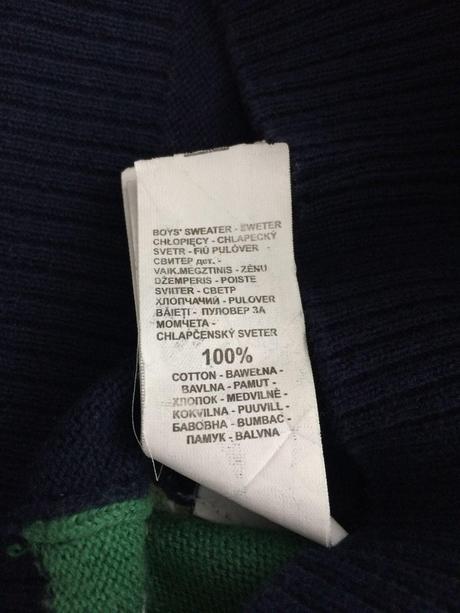 BOYS' SWEATER - SWETER
CHŁOPIĘCY - CHLAPECKÝ
SVETR - FIÚ PULÓVER
СВИТЕР дет. -
VAIK.MEGZTINIS - ZĒNU
DŽEMPERIS - POISTE
SVIITER - СВЕТР
ХЛОПЧАЧИЙ - PULOVER
BĂIEȚI - ПУЛОВЕР ЗА
МОМЧЕТА -
CHLAPČENSKÝ SVETER
100%
COTTON - BAWEŁNA -
BAVLNA - PAMUT -
ХЛОПОК - MEDVILNĖ -
KOKVILNA - PUUVILL -
БАВОВНА - BUMBAC -
ПАМУК - BALVNA